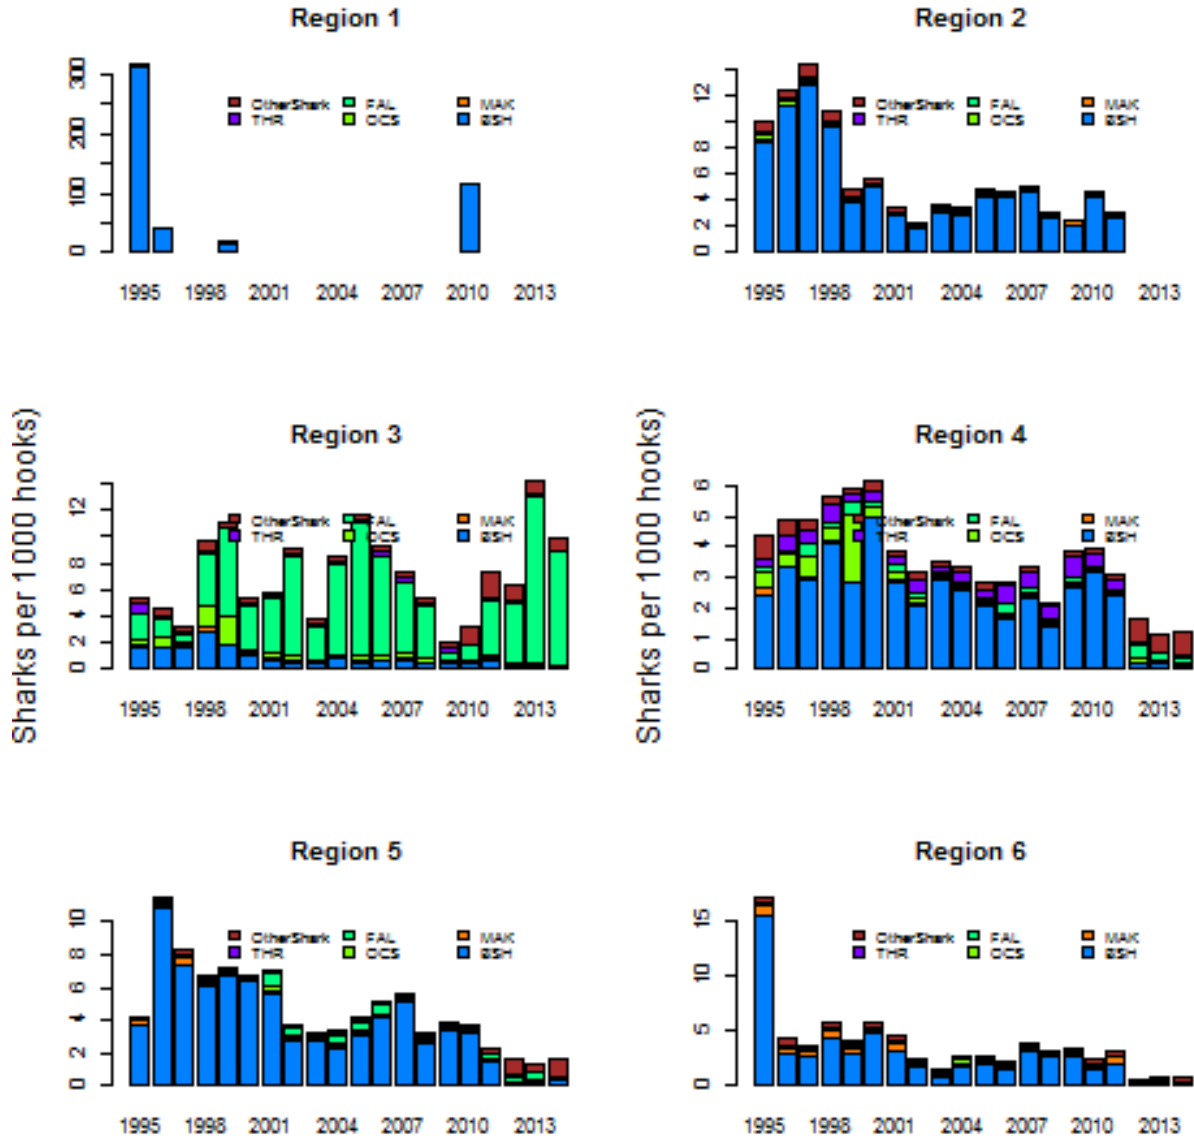 Region 1
300
200
100
0
OtherShark FAL MAK
THR OCS BSH
1995 1998 2001 2004 2007 2010 2013
Region 2
12
8
6
4
2
0
OtherShark FAL MAK
THR OCS BSH
1995 1998 2001 2004 2007 2010 2013
Sharks per 1000 hooks)
Region 3
12
8
6
4
2
0
OtherShark FAL MAK
THR OCS BSH
1995 1998 2001 2004 2007 2010 2013
Sharks per 1000 hooks)
Region 4
6
5
4
3
2
1
0
OtherShark FAL MAK
THR OCS BSH
1995 1998 2001 2004 2007 2010 2013
Region 5
10
8
6
4
2
0
OtherShark FAL MAK
THR OCS BSH
1995 1998 2001 2004 2007 2010 2013
Region 6
15
10
5
0
OtherShark FAL MAK
THR OCS BSH
1995 1998 2001 2004 2007 2010 2013